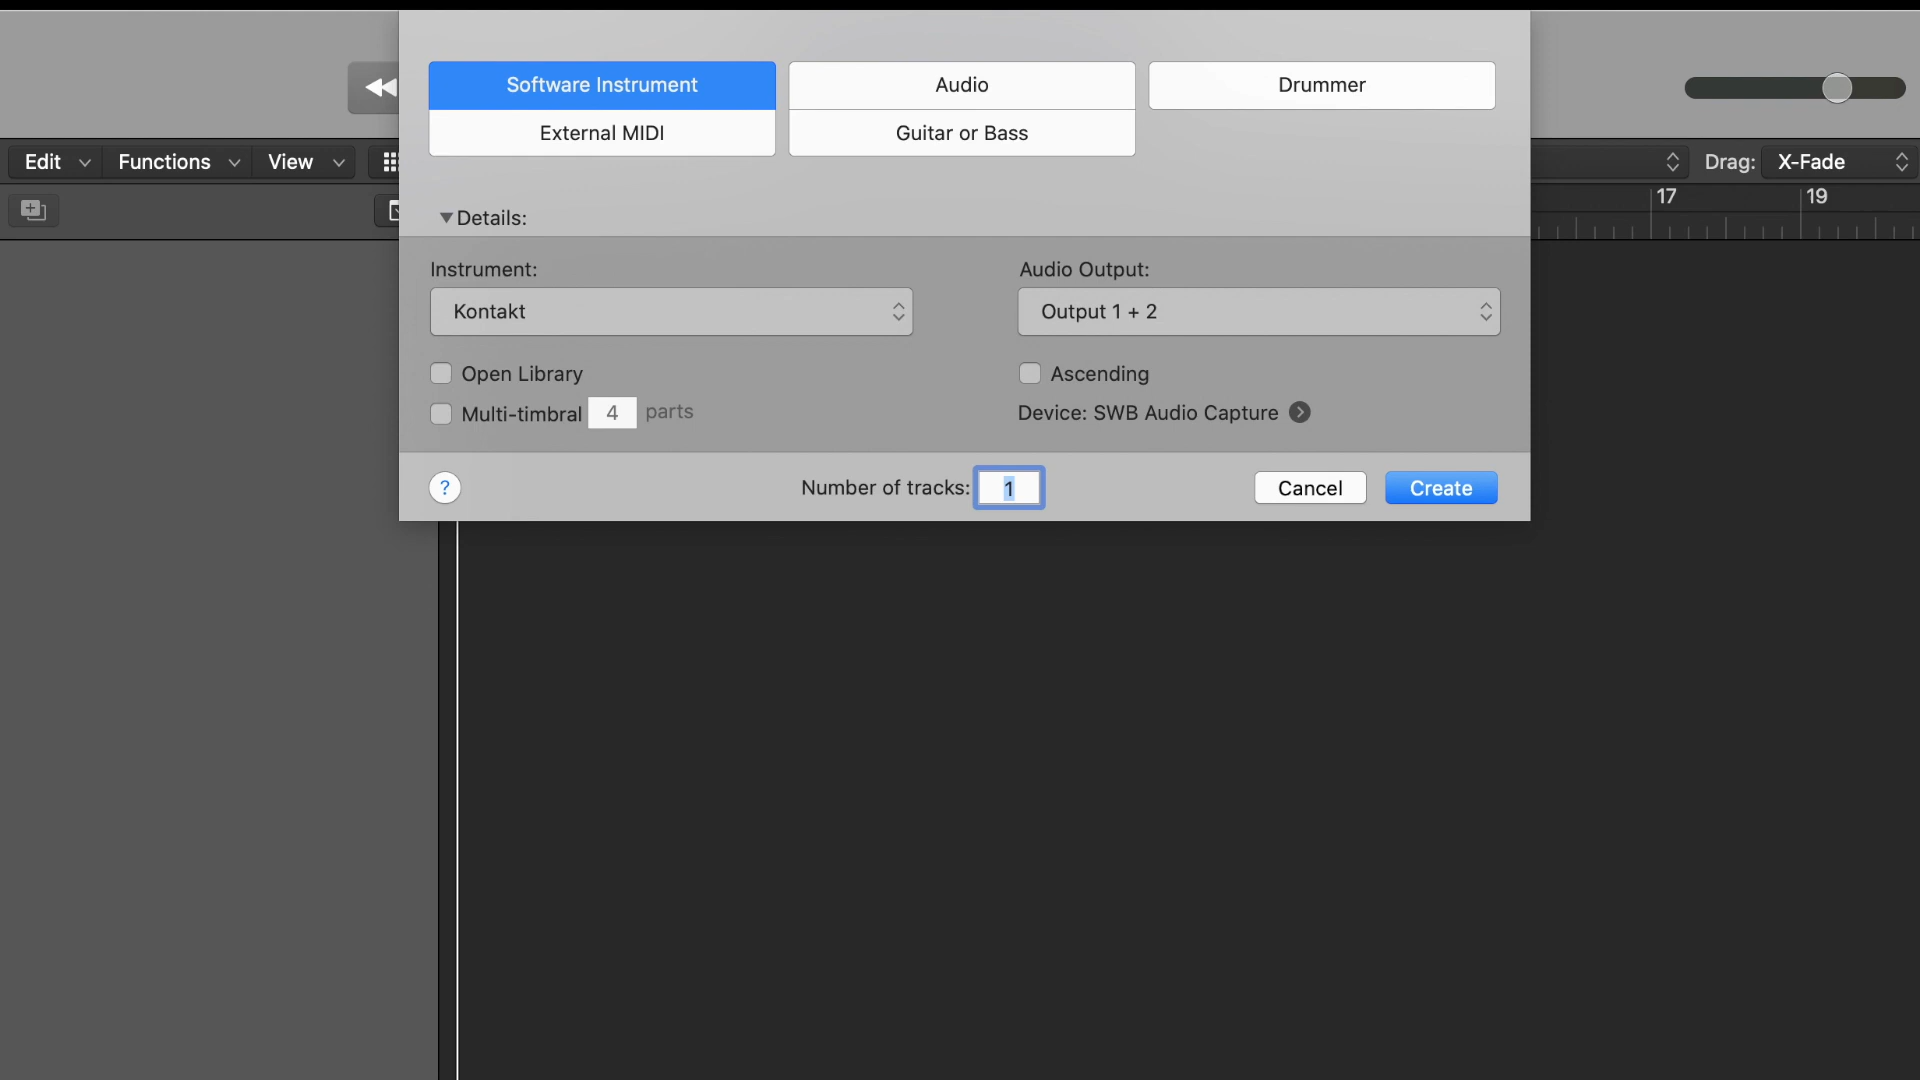 Software Instrument
Audio
Drummer
External MIDI
Guitar or Bass
Edit
Functions
View
Drag: X-Fade
17
19
Details:
Instrument:
Audio Output:
Kontakt
Output 1 + 2
Open Library
Ascending
Multi-timbral 4 parts
Device: SWB Audio Capture
?
Number of tracks: 1
Cancel
Create